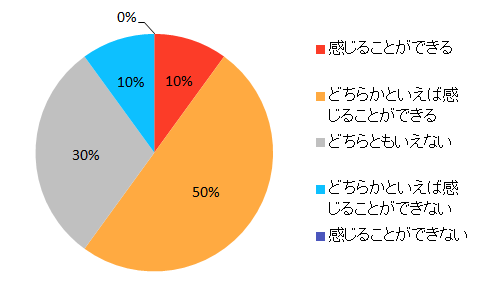 0%
10%
10%
30%
50%
感じることができる
どちらかといえば感
じることができる
どちらともいえない
どちらかといえば感
じることができない
感じることができない